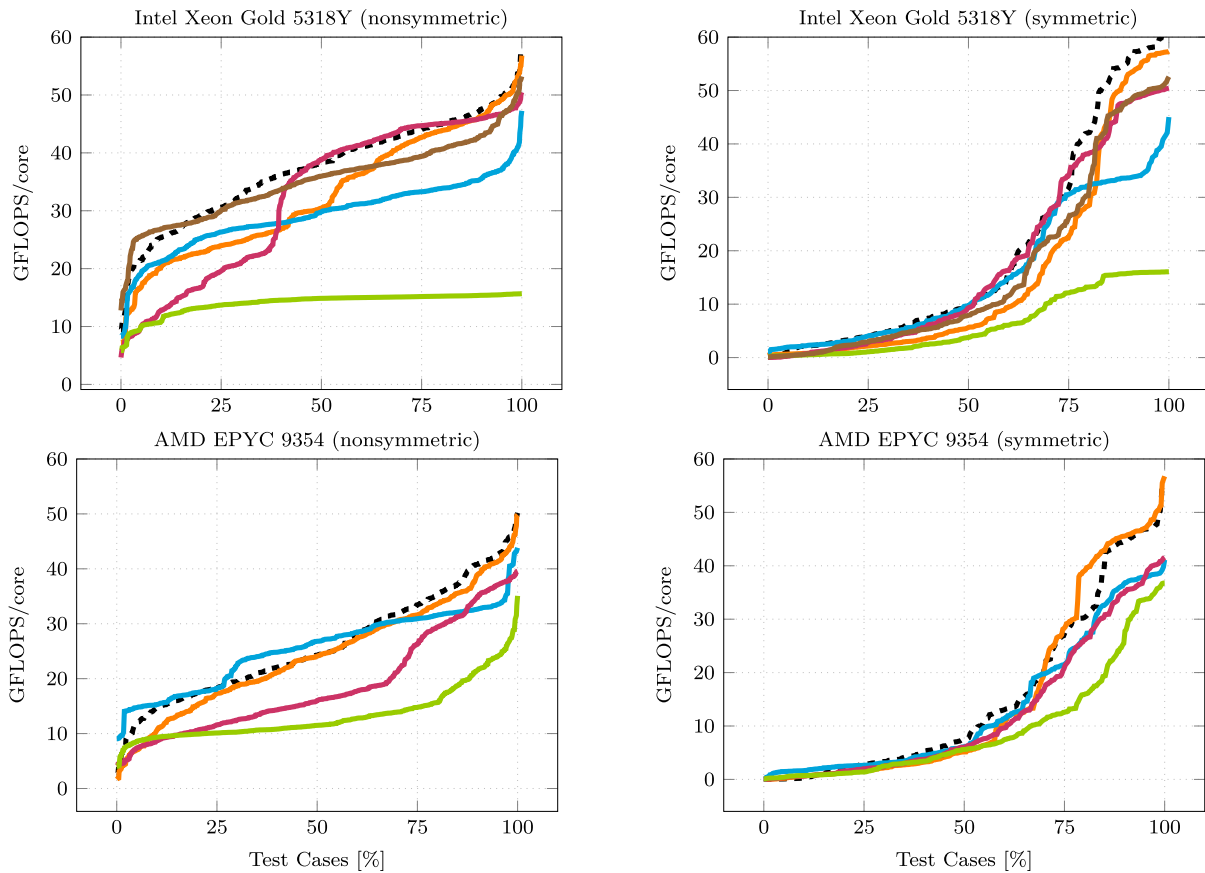 Intel Xeon Gold 5318Y (nonsymmetric)
60
50
40
30
20
10
0
GFLOPS/core
0 25 50 75 100
Intel Xeon Gold 5318Y (symmetric)
60
50
40
30
20
10
0
GFLOPS/core
0 25 50 75 100
AMD EPYC 9354 (nonsymmetric)
60
50
40
30
20
10
0
GFLOPS/core
0 25 50 75 100
Test Cases [%]
AMD EPYC 9354 (symmetric)
60
50
40
30
20
10
0
GFLOPS/core
0 25 50 75 100
Test Cases [%]